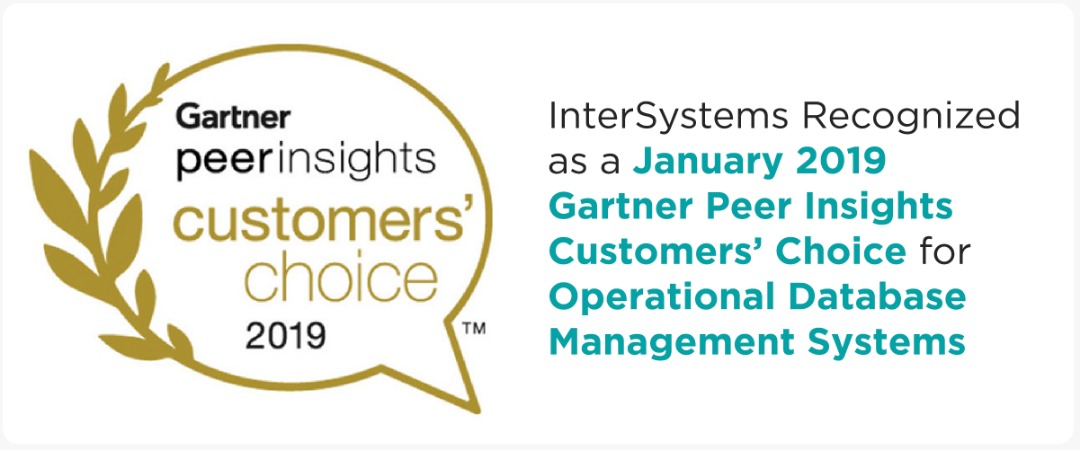 Gartner
peerinsights
customers’
choice
2019
TM
InterSystems Recognized
as a January 2019
Gartner Peer Insights
Customers’ Choice for
Operational Database
Management Systems